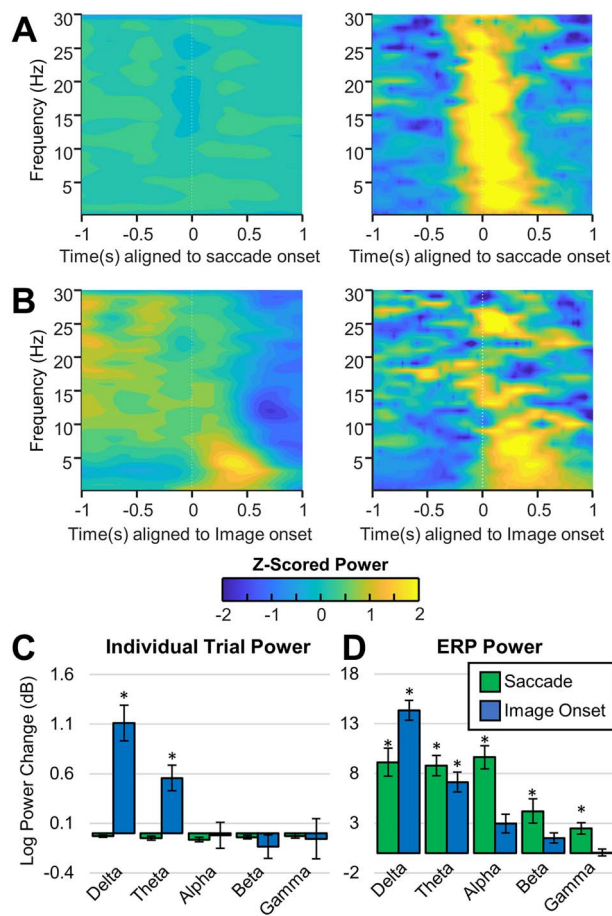 A
30
25
20
15
10
5
Frequency (Hz)
-1 -0.5 0 0.5 1
Time(s) aligned to saccade onset
30
25
20
15
10
5
-1 -0.5 0 0.5 1
Time(s) aligned to saccade onset
B
30
25
20
15
10
5
Frequency (Hz)
-1 -0.5 0 0.5 1
Time(s) aligned to Image onset
30
25
20
15
10
5
-1 -0.5 0 0.5 1
Time(s) aligned to Image onset
Z-Scored Power
-2 -1 0 1 2
C Individual Trial Power
Log Power Change (dB)
1.6
1.1
0.6
0.1
-0.4
*
*
Delta Theta Alpha Beta Gamma
D ERP Power
18
13
8
3
-2
Saccade
Image Onset
* * * * * * *
Delta Theta Alpha Beta Gamma